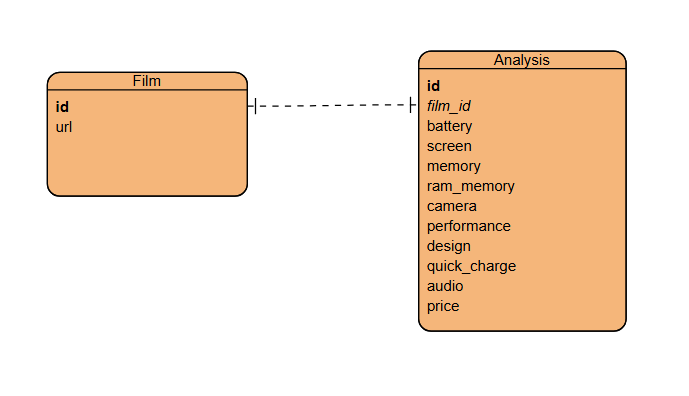 Film
id
url
Analysis
id
film_id
battery
screen
memory
ram_memory
camera
performance
design
quick_charge
audio
price